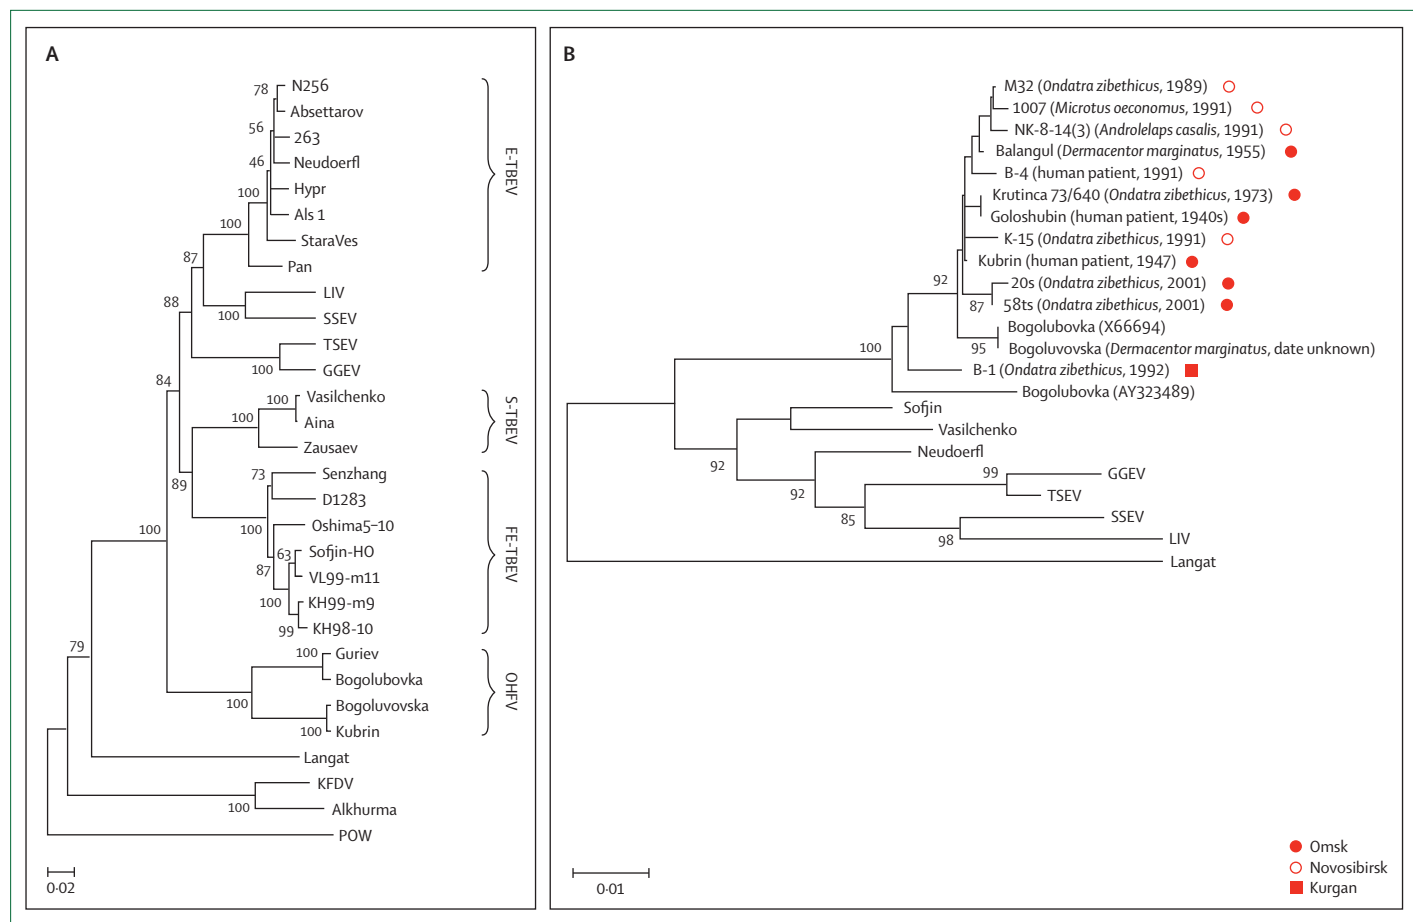 A
N256
78
Absettarov
56
263
46
Neudoerfl
Hypr
100
Als 1
100
StaraVes
87
Pan
88
LIV
100
SSEV
TSEV
100
GGEV
84
Vasilchenko
100
100
Aina
Zausaev
89
73
Senzhang
D1283
100
Oshima5–10
63
Sofjin-HO
87
VL99-m11
100
KH99-m9
99
KH98-10
100
79
100
Guriev
Bogolubovka
100
Bogoluvovska
100
Kubrin
Langat
KFDV
100
Alkhurma
POW
E-TBEV
S-TBEV
FE-TBEV
OHFV
0·02
B
M32 (Ondatra zibethicus, 1989)
1007 (Microtus oeconomus, 1991)
NK-8-14(3) (Androlelaps casalis, 1991)
Balangul (Dermacentor marginatus, 1955)
B-4 (human patient, 1991)
Krutinca 73/640 (Ondatra zibethicus, 1973)
Goloshubin (human patient, 1940s)
K-15 (Ondatra zibethicus, 1991)
Kubrin (human patient, 1947)
92
20s (Ondatra zibethicus, 2001)
87
58ts (Ondatra zibethicus, 2001)
Bogolubovka (X66694)
95
Bogoluvovska (Dermacentor marginatus, date unknown)
100
B-1 (Ondatra zibethicus, 1992)
Bogolubovka (AY323489)
Sofjin
Vasilchenko
92
Neudoerfl
92
99
GGEV
TSEV
85
SSEV
98
LIV
Langat
Omsk
Novosibirsk
Kurgan
0·01